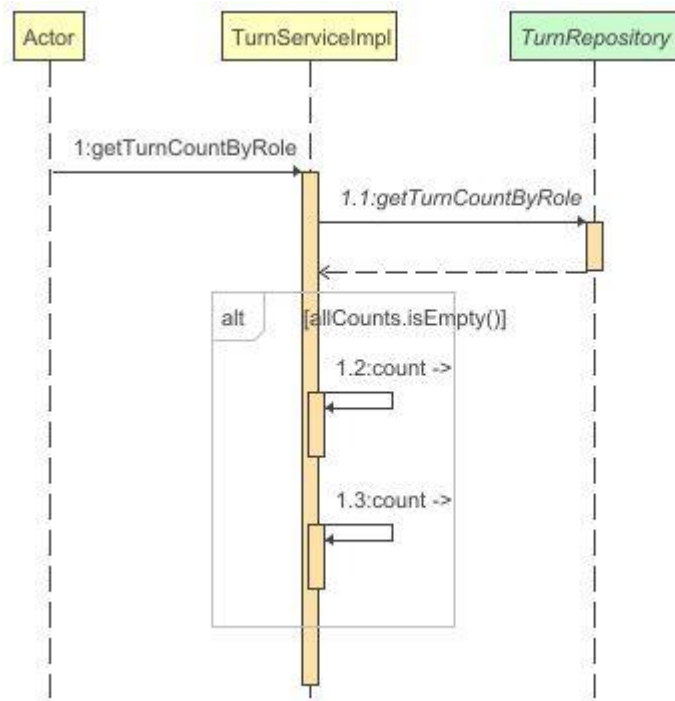 Actor
TurnServiceImpl
TurnRepository
1:getTurnCountByRole
1.1:getTurnCountByRole
alt
[allCounts.isEmpty()]
1.2:count ->
1.3:count ->